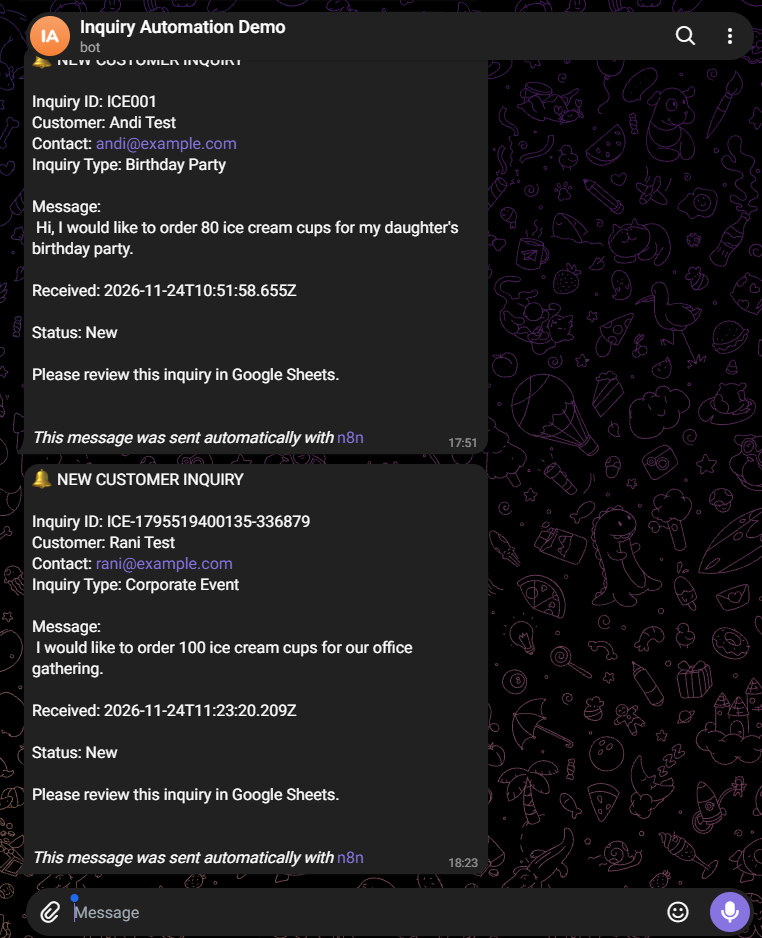 IA
Inquiry Automation Demo
bot
NEW CUSTOMER INQUIRY
Inquiry ID: ICE001
Customer: Andi Test
Contact: andi@example.com
Inquiry Type: Birthday Party
Message:
Hi, I would like to order 80 ice cream cups for my daughter's
birthday party.
Received: 2026-11-24T10:51:58.655Z
Status: New
Please review this inquiry in Google Sheets.
This message was sent automatically with n8n
17:51
🔔 NEW CUSTOMER INQUIRY
Inquiry ID: ICE-1795519400135-336879
Customer: Rani Test
Contact: rani@example.com
Inquiry Type: Corporate Event
Message:
I would like to order 100 ice cream cups for our office
gathering.
Received: 2026-11-24T11:23:20.209Z
Status: New
Please review this inquiry in Google Sheets.
This message was sent automatically with n8n
18:23
Message